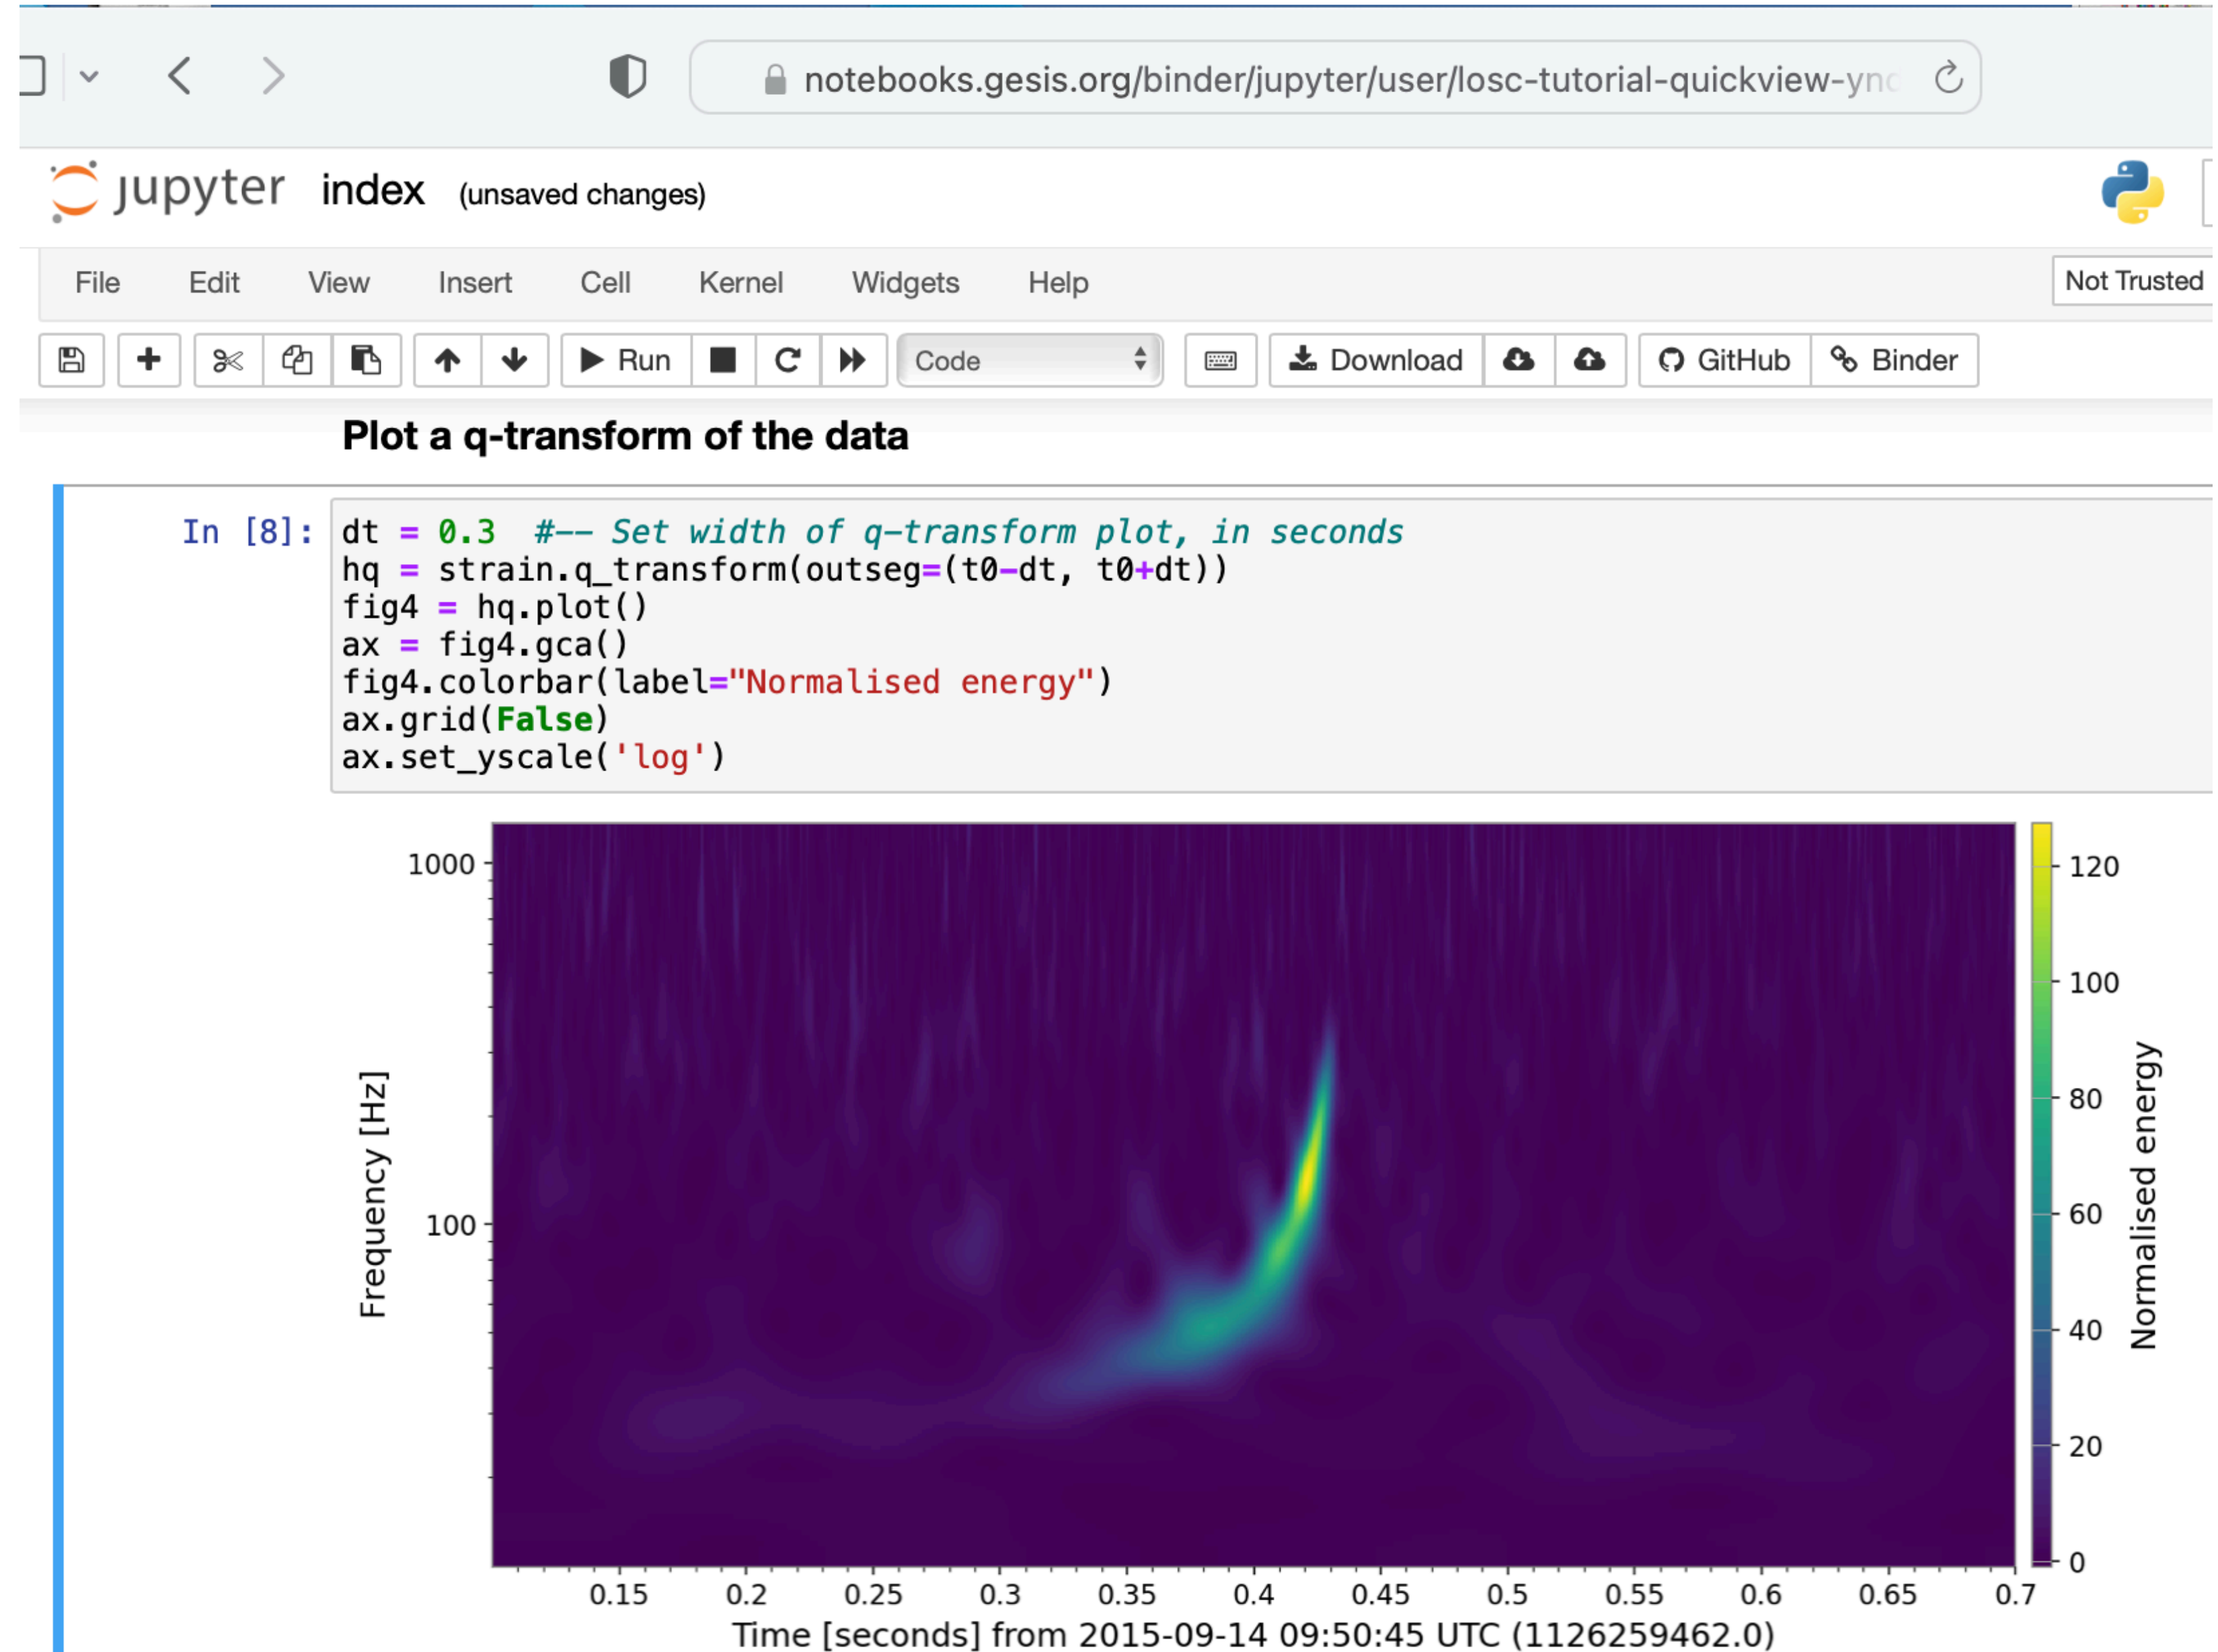 notebooks.gesis.org/binder/jupyter/user/losc-tutorial-quickview-ync
jupyter index (unsaved changes)
File Edit View Insert Cell Kernel Widgets Help Not Trusted
Run Code Download GitHub Binder
Plot a q-transform of the data
In [8]: dt = 0.3 #-- Set width of q-transform plot, in seconds
hq = strain.q_transform(outseg=(t0-dt, t0+dt))
fig4 = hq.plot()
ax = fig4.gca()
fig4.colorbar(label="Normalised energy")
ax.grid(False)
ax.set_yscale('log')
1000
100
Frequency [Hz]
120
100
80
60
40
20
0
Normalised energy
0.15 0.2 0.25 0.3 0.35 0.4 0.45 0.5 0.55 0.6 0.65 0.7
Time [seconds] from 2015-09-14 09:50:45 UTC (1126259462.0)